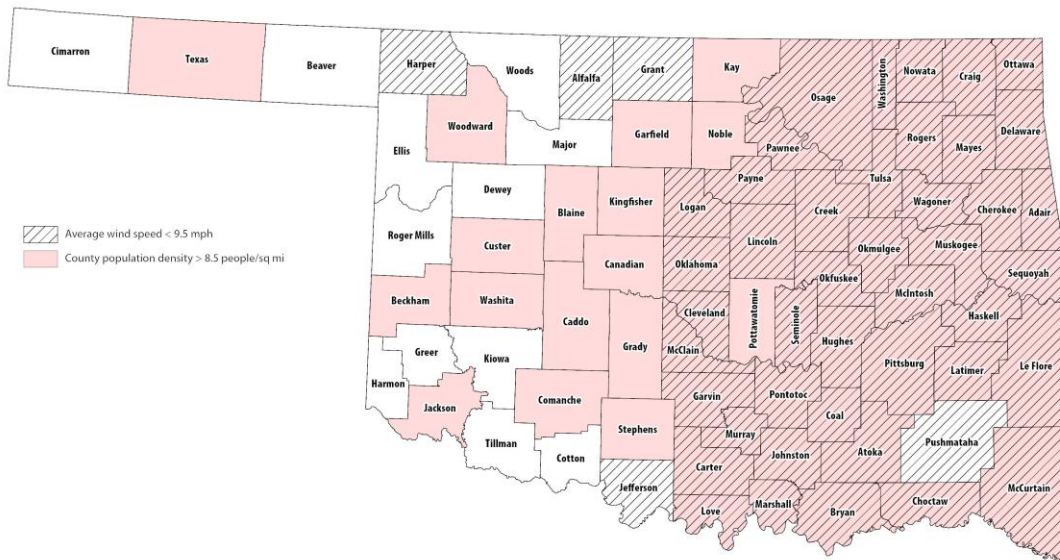 Cimarron
Texas
Beaver
Harper
Woods
Alfalfa
Grant
Kay
Osage
Washington
Nowata
Craig
Ottawa
Woodward
Ellis
Major
Garfield
Noble
Pawnee
Rogers
Mayes
Delaware
Dewey
Blaine
Kingfisher
Logan
Payne
Creek
Tulsa
Wagoner
Cherokee
Adair
Roger Mills
Custer
Canadian
Oklahoma
Lincoln
Okmulgee
Muskogee
Sequoyah
Average wind speed < 9.5 mph
County population density > 8.5 people/sq mi
Beckham
Washita
Caddo
Grady
Cleveland
McClain
Pottawatomie
Seminole
Okfuskee
McIntosh
Haskell
Hughes
Pittsburg
Latimer
Le Flore
Greer
Kiowa
Harmon
Jackson
Comanche
Garvin
Pontotoc
Coal
Tillman
Cotton
Stephens
Murray
Johnston
Atoka
Pushmataha
Jefferson
Carter
Love
Marshall
Bryan
Choctaw
McCurtain